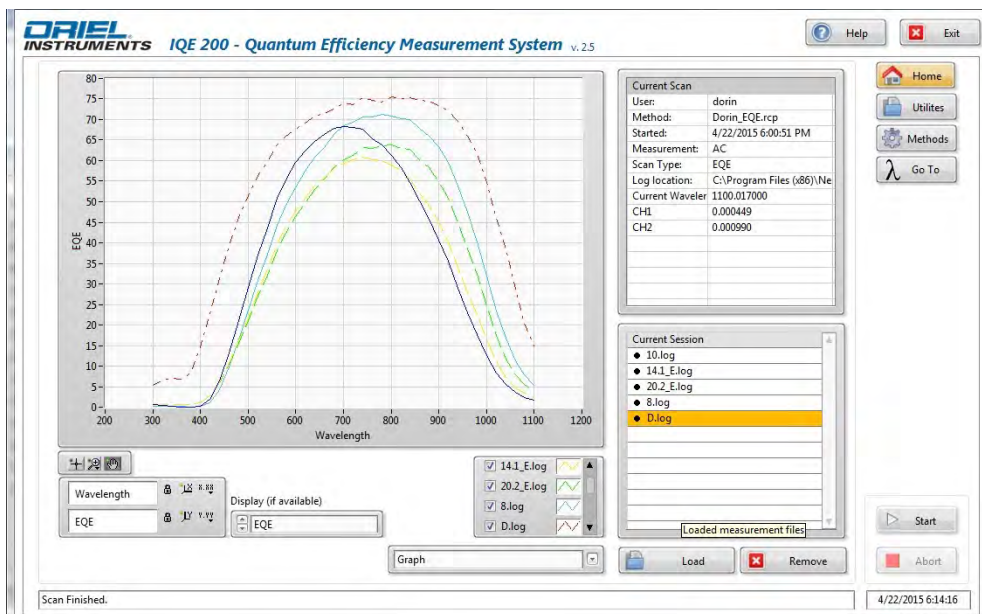 ORIEL
INSTRUMENTS
IQE 200 - Quantum Efficiency Measurement System v. 2.5
Help
Exit
80
75
70
65
60
55
50
45
40
35
30
25
20
15
10
5
0
EQE
200 300 400 500 600 700 800 900 1000 1100 1200
Wavelength
Current Scan
User: dorin
Method: Dorin_EQE.rcp
Started: 4/22/2015 6:00:51 PM
Measurement: AC
Scan Type: EQE
Log location: C:\Program Files (x86)\Ne
Current Waveler 1100.017000
CH1 0.000449
CH2 0.000990
Home
Utilites
Methods
λ Go To
Current Session
10.log
14.1_E.log
20.2_E.log
8.log
D.log
Loaded measurement files
Wavelength
EQE
Display (if available)
EQE
14.1_E.log
20.2_E.log
8.log
D.log
Graph
Load
Remove
Start
Abort
Scan Finished.
4/22/2015 6:14:16